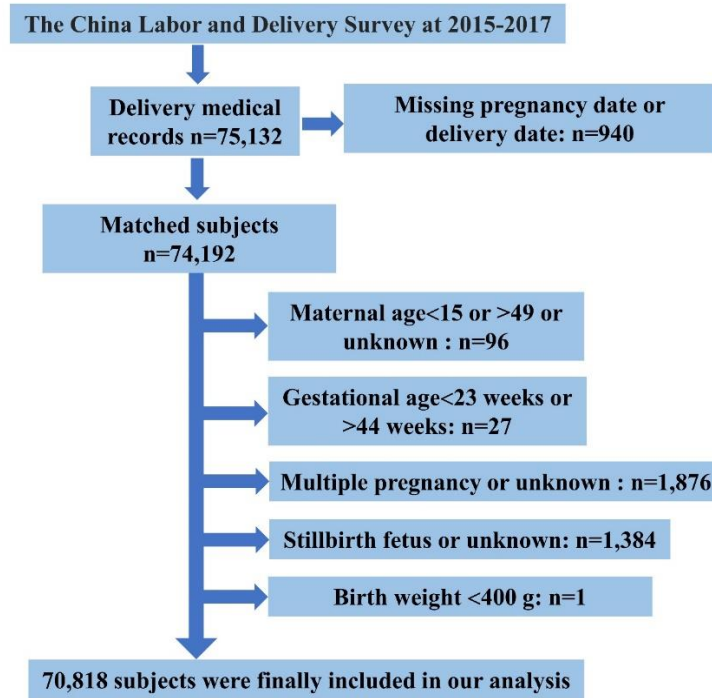 The China Labor and Delivery Survey at 2015-2017
Delivery medical
records n=75,132
Missing pregnancy date or
delivery date: n=940
Matched subjects
n=74,192
Maternal age<15 or >49 or
unknown : n=96
Gestational age<23 weeks or
>44 weeks: n=27
Multiple pregnancy or unknown : n=1,876
Stillbirth fetus or unknown: n=1,384
Birth weight <400 g: n=1
70,818 subjects were finally included in our analysis